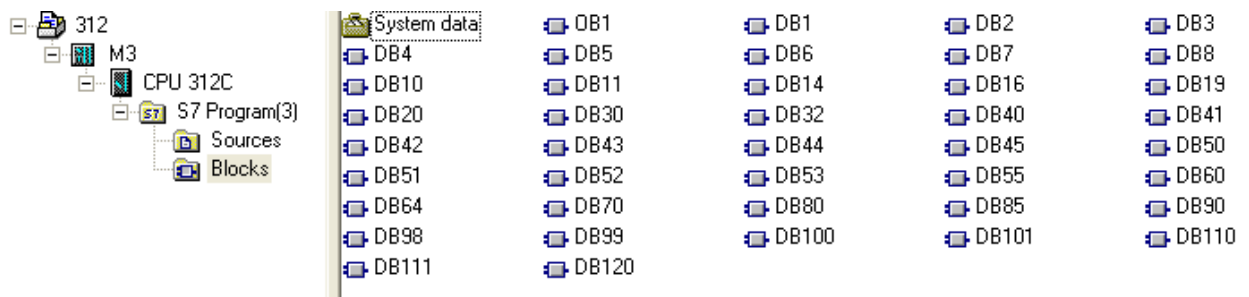 312
M3
CPU 312C
S7 Program(3)
Sources
Blocks
System data OB1 DB1 DB2 DB3
DB4 DB5 DB6 DB7 DB8
DB10 DB11 DB14 DB16 DB19
DB20 DB30 DB32 DB40 DB41
DB42 DB43 DB44 DB45 DB50
DB51 DB52 DB53 DB55 DB60
DB64 DB70 DB80 DB85 DB90
DB98 DB99 DB100 DB101 DB110
DB111 DB120